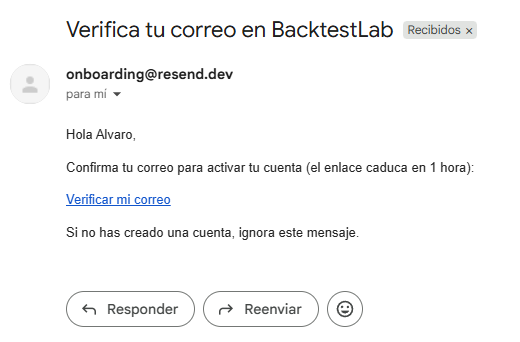 Verifica tu correo en BacktestLab Recibidos ×
onboarding@resend.dev
para mí
Hola Alvaro,
Confirma tu correo para activar tu cuenta (el enlace caduca en 1 hora):
Verificar mi correo
Si no has creado una cuenta, ignora este mensaje.
Responder Reenviar